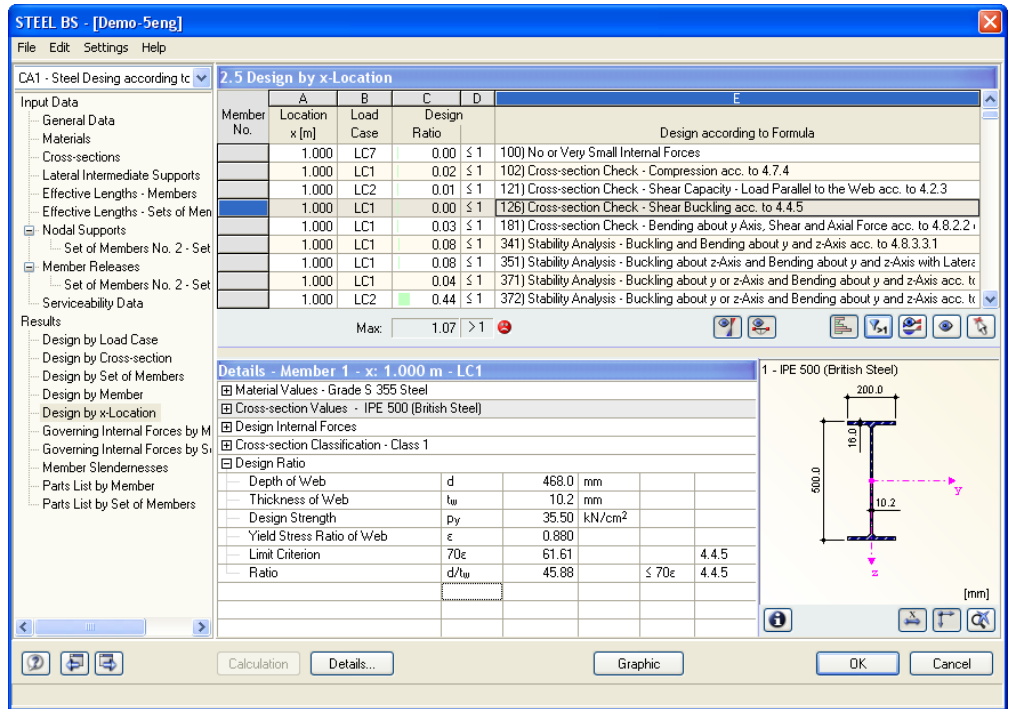 STEEL BS - [Demo-5eng]
File Edit Settings Help
CA1 - Steel Desing according tc
Input Data
General Data
Materials
Cross-sections
Lateral Intermediate Supports
Effective Lengths - Members
Effective Lengths - Sets of Men
Nodal Supports
Set of Members No. 2 - Set
Member Releases
Set of Members No. 2 - Set
Serviceability Data
Results
Design by Load Case
Design by Cross-section
Design by Set of Members
Design by Member
Design by x-Location
Governing Internal Forces by M
Governing Internal Forces by S
Member Slendernesses
Parts List by Member
Parts List by Set of Members
2.5 Design by x-Location
A B C D E
Member Location Load Design
No. x [m] Case Ratio Design according to Formula
1.000 LC7 0.00 ≤ 1 100) No or Very Small Internal Forces
1.000 LC1 0.02 ≤ 1 102) Cross-section Check - Compression acc. to 4.7.4
1.000 LC2 0.01 ≤ 1 121) Cross-section Check - Shear Capacity - Load Parallel to the Web acc. to 4.2.3
1.000 LC1 0.00 ≤ 1 126) Cross-section Check - Shear Buckling acc. to 4.4.5
1.000 LC1 0.03 ≤ 1 181) Cross-section Check - Bending about y Axis, Shear and Axial Force acc. to 4.8.2.2
1.000 LC1 0.08 ≤ 1 341) Stability Analysis - Buckling and Bending about y and z-Axis acc. to 4.8.3.3.1
1.000 LC1 0.08 ≤ 1 351) Stability Analysis - Buckling about z-Axis and Bending about y and z-Axis with Latera
1.000 LC1 0.04 ≤ 1 371) Stability Analysis - Buckling about y or z-Axis and Bending about y and z-Axis acc. to
1.000 LC2 0.44 ≤ 1 372) Stability Analysis - Buckling about y or z-Axis and Bending about y and z-Axis acc. to
Max: 1.07 > 1
Details - Member 1 - x: 1.000 m - LC1
Material Values - Grade S 355 Steel
Cross-section Values - IPE 500 (British Steel)
Design Internal Forces
Cross-section Classification - Class 1
Design Ratio
Depth of Web d 468.0 mm
Thickness of Web tw 10.2 mm
Design Strength py 35.50 kN/cm²
Yield Stress Ratio of Web ε 0.880
Limit Criterion 70ε 61.61 4.4.5
Ratio d/tw 45.88 ≤ 70ε 4.4.5
1 - IPE 500 (British Steel)
200.0
16.0
500.0
10.2
y
z
[mm]
Calculation Details... Graphic OK Cancel